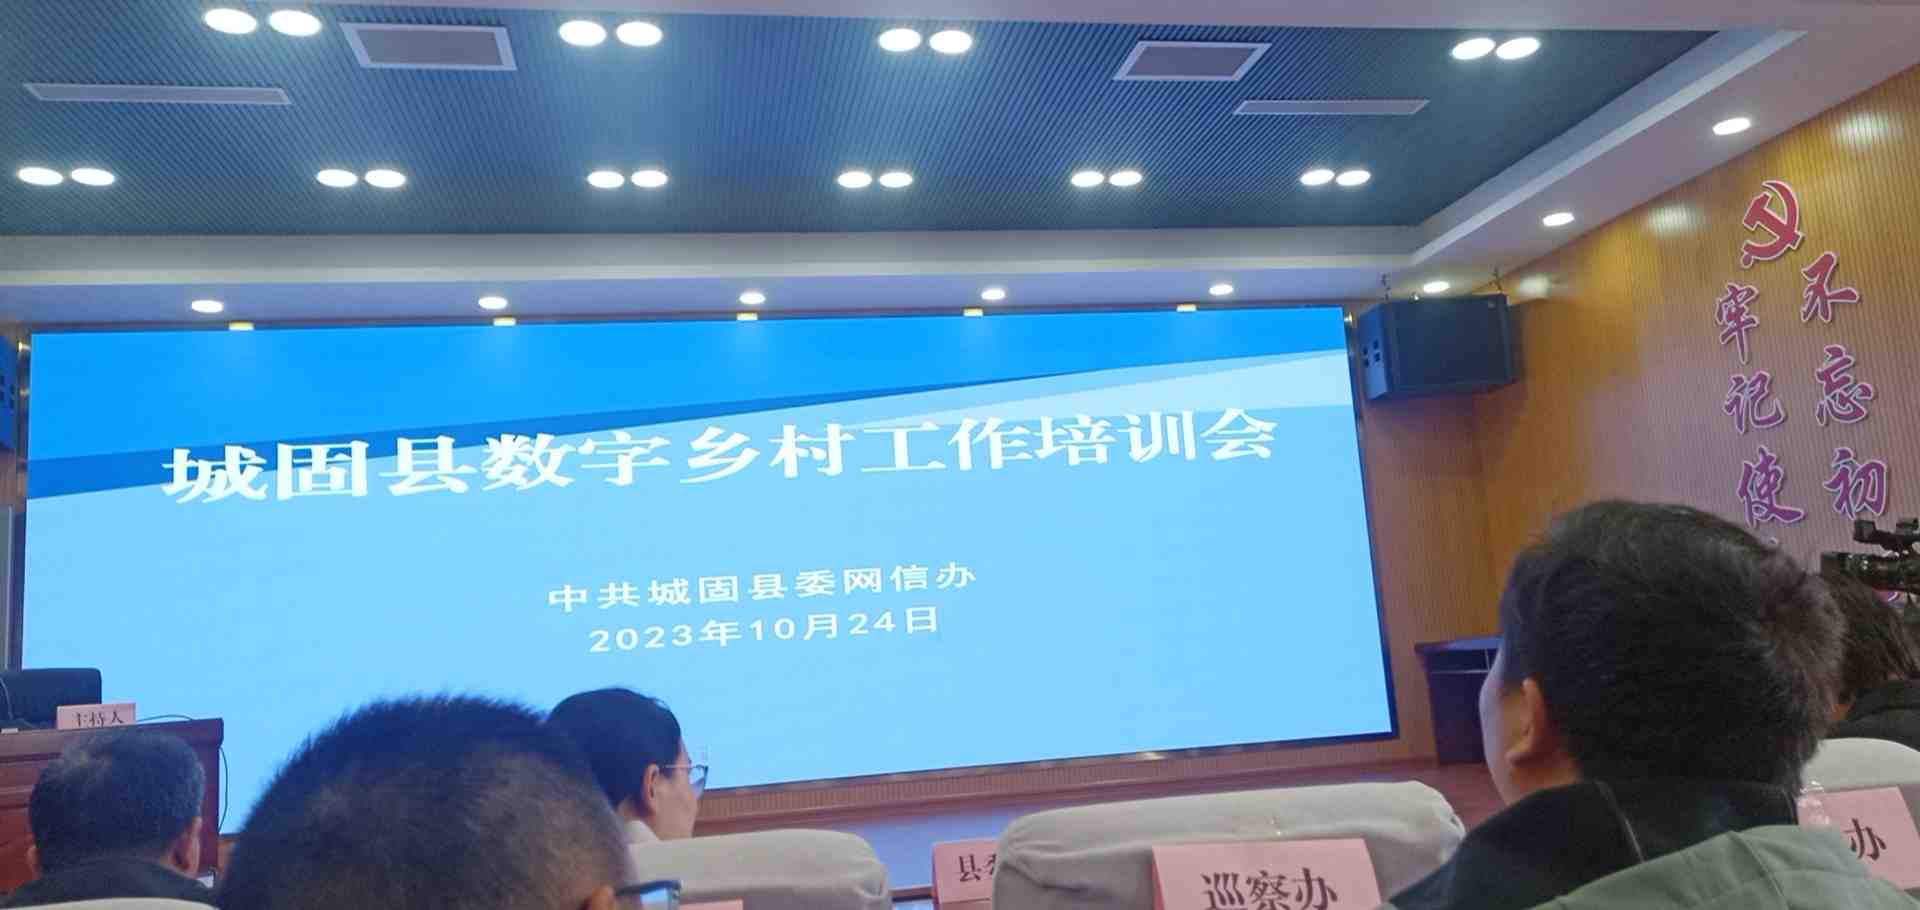 城固县数字乡村工作培训会
中共城固县委网信办
2023年10月24日
不忘初
牢记使
主持人
县
巡察办
办